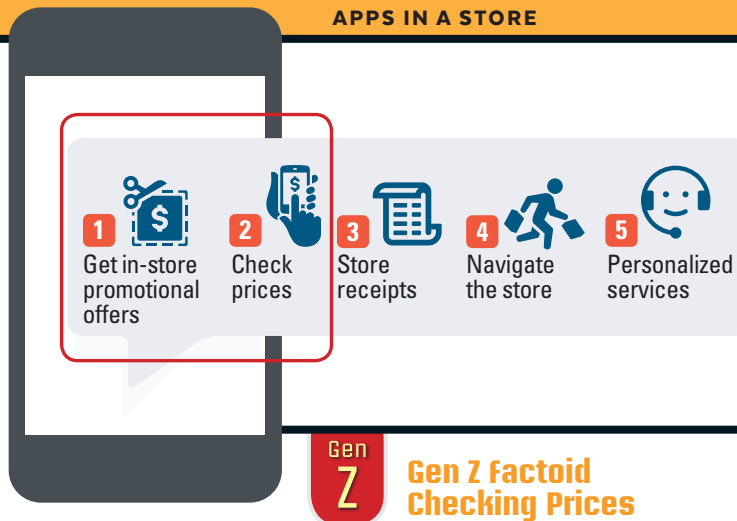 APPS IN A STORE
$
1
Get in-store
promotional
offers
$
2
Check
prices
3
Store
receipts
4
Navigate
the store
5
Personalized
services
Gen
Z
Gen Z Factoid
Checking Prices